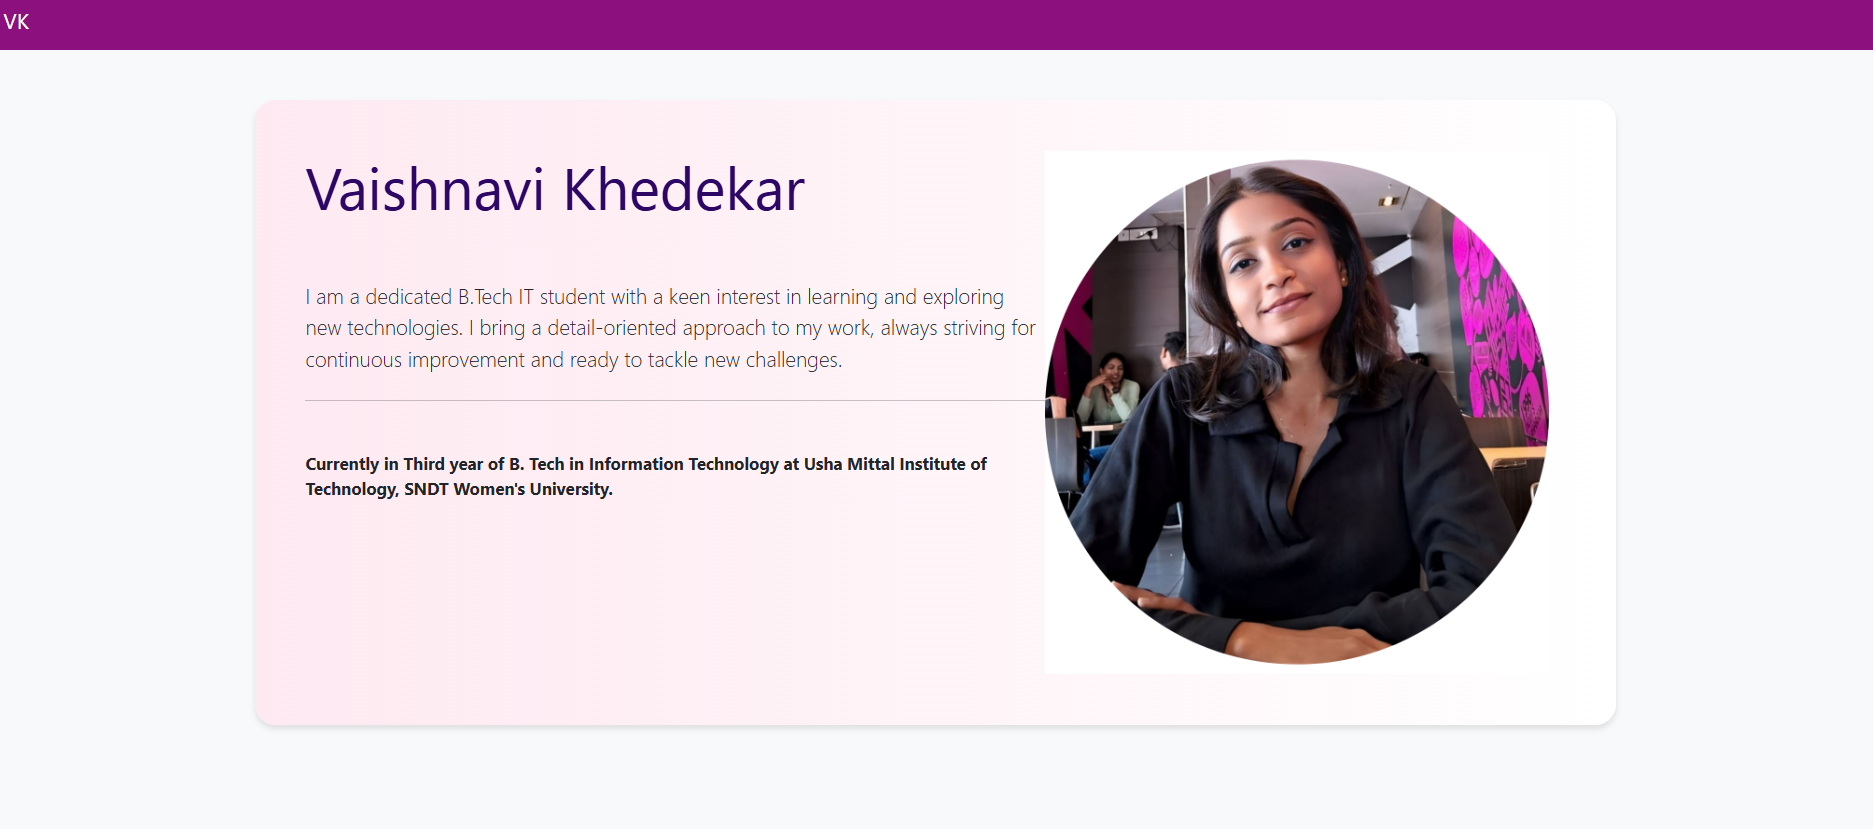 VK
Vaishnavi Khedekar
I am a dedicated B.Tech IT student with a keen interest in learning and exploring
new technologies. I bring a detail-oriented approach to my work, always striving for
continuous improvement and ready to tackle new challenges.
Currently in Third year of B. Tech in Information Technology at Usha Mittal Institute of
Technology, SNDT Women's University.